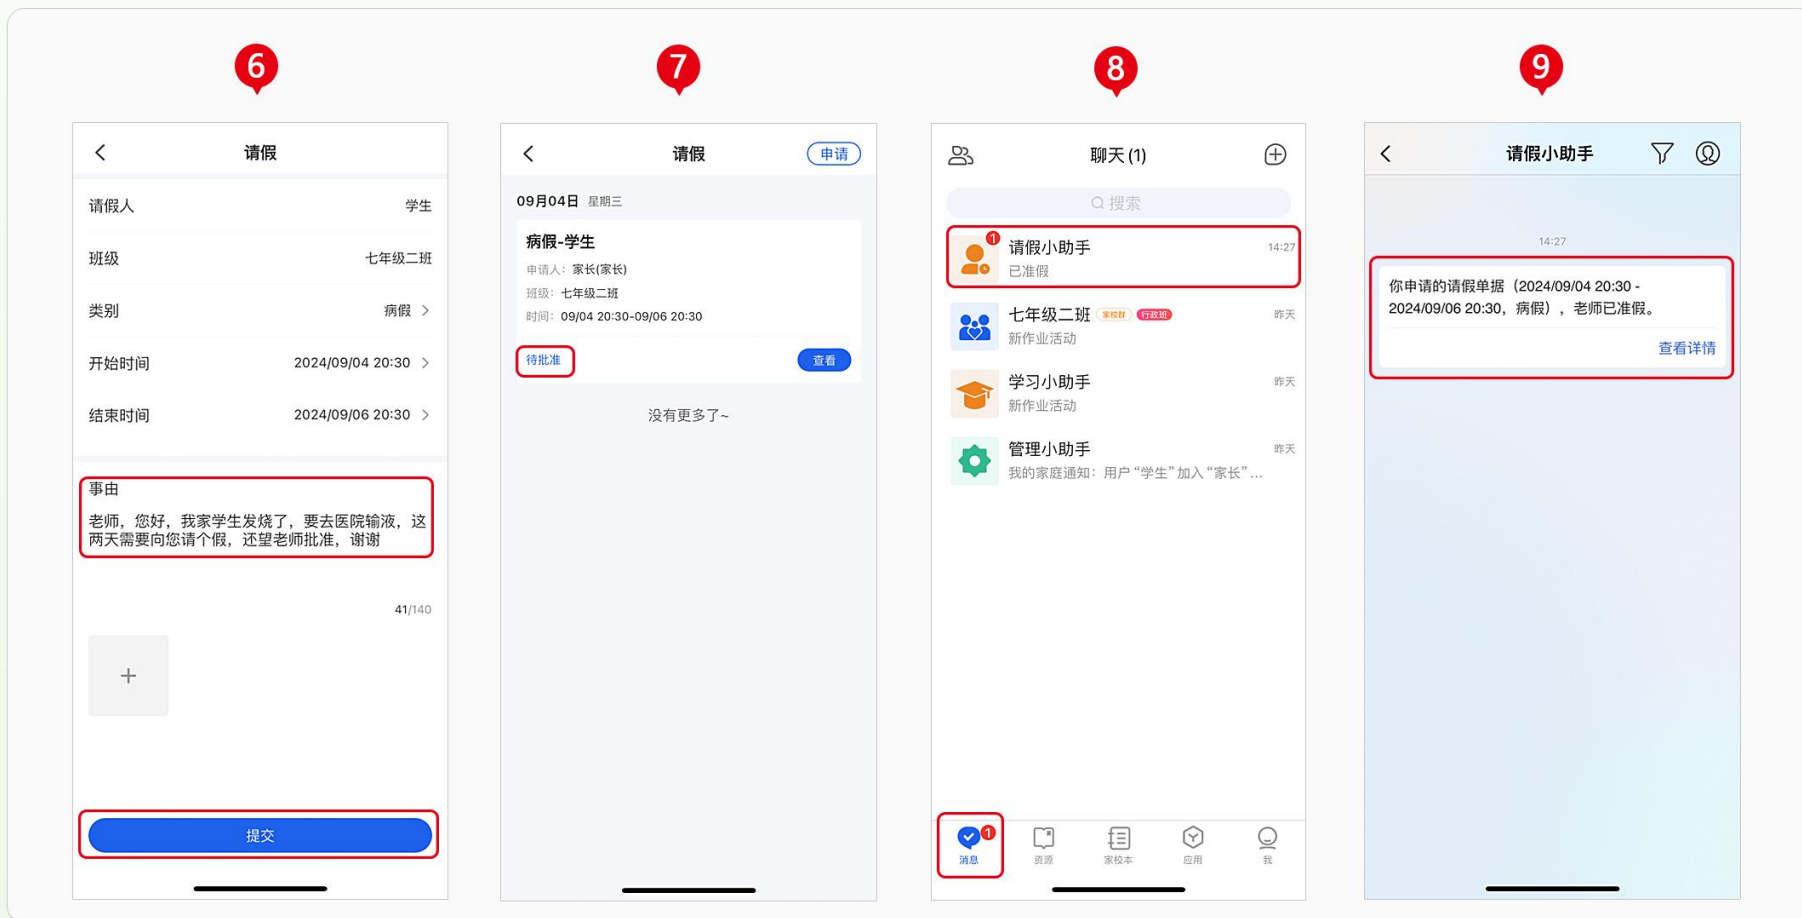 6
请假
请假人 学生
班级 七年级二班
类别 病假
开始时间 2024/09/04 20:30
结束时间 2024/09/06 20:30
事由
老师，您好，我家学生发烧了，要去医院输液，这
两天需要向您请个假，还望老师批准，谢谢
41/140
提交
7
请假 申请
09月04日 星期三
病假-学生
申请人：家长(家长)
班级：七年级二班
时间：09/04 20:30-09/06 20:30
待批准 查看
没有更多了~
8
聊天(1)
搜索
1
请假小助手 14:27
已准假
七年级二班 家校群 行政班 昨天
新作业活动
学习小助手 昨天
新作业活动
管理小助手 昨天
我的家庭通知：用户“学生”加入“家长”...
1
消息 资源 家校本 应用 我
9
请假小助手
14:27
你申请的请假单据（2024/09/04 20:30 -
2024/09/06 20:30，病假），老师已准假。
查看详情